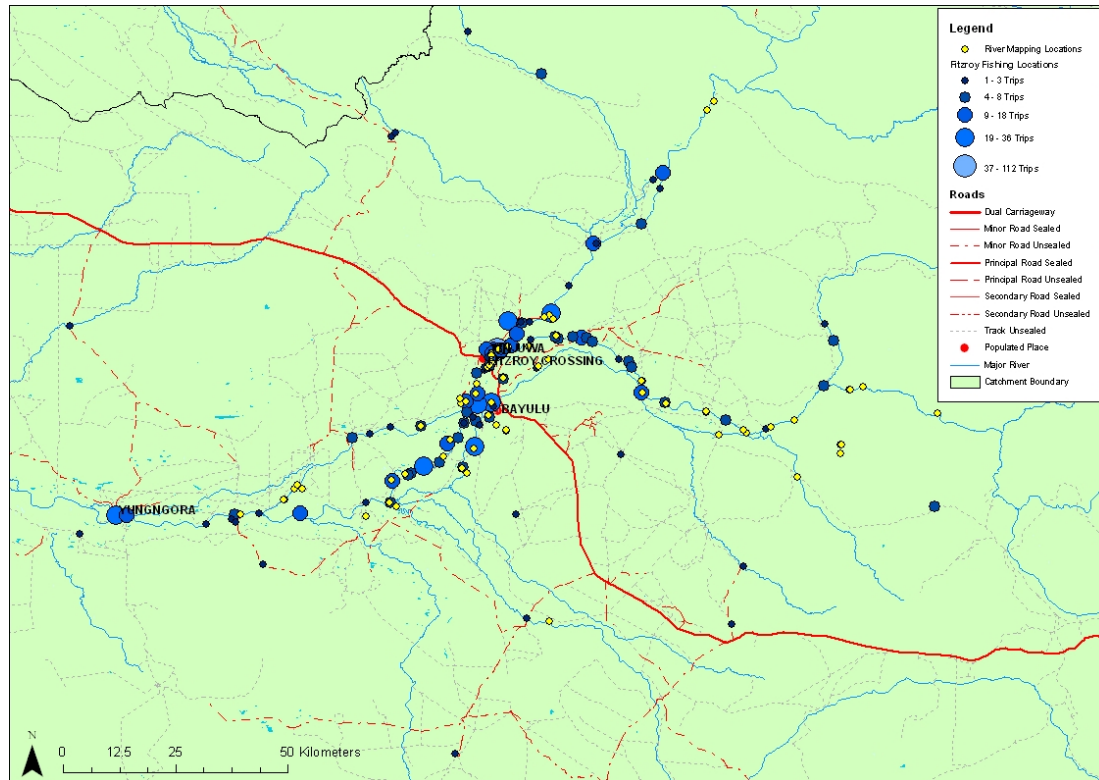 Legend
River Mapping Locations
Fitzroy Fishing Locations
1 - 3 Trips
4 - 8 Trips
9 - 18 Trips
19 - 36 Trips
37 - 112 Trips
Roads
Dual Carriageway
Minor Road Sealed
Minor Road Unsealed
Principal Road Sealed
Principal Road Unsealed
Secondary Road Sealed
Secondary Road Unsealed
Track Unsealed
Populated Place
Major River
Catchment Boundary
FITZROY CROSSING
BAYULU
YUNGNGORA
N
0 12.5 25 50 Kilometers